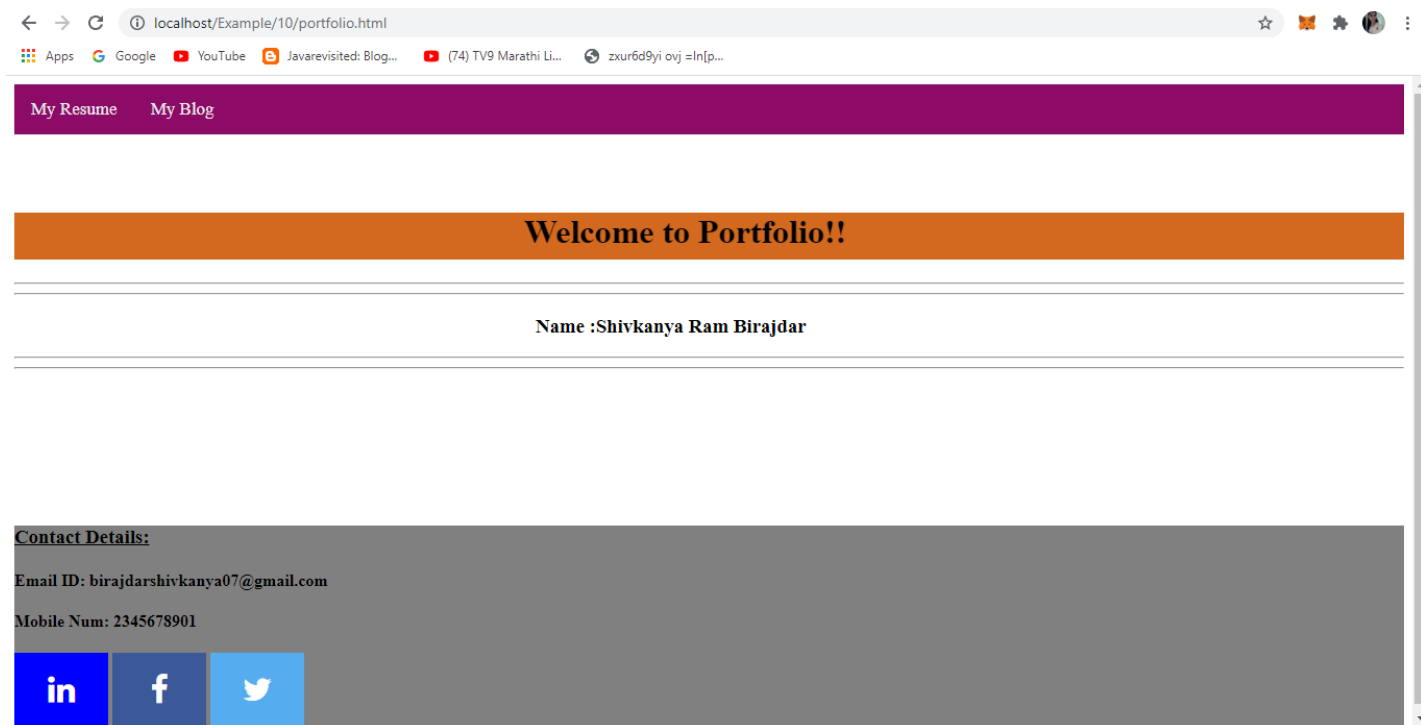 localhost/Example/10/portfolio.html
Apps Google YouTube Javarevisited: Blog... (74) TV9 Marathi Li... zxur6d9yi ovj =ln[p...
My Resume My Blog
Welcome to Portfolio!!
Name :Shivkanya Ram Birajdar
Contact Details:
Email ID: birajdarshivkanya07@gmail.com
Mobile Num: 2345678901
in f